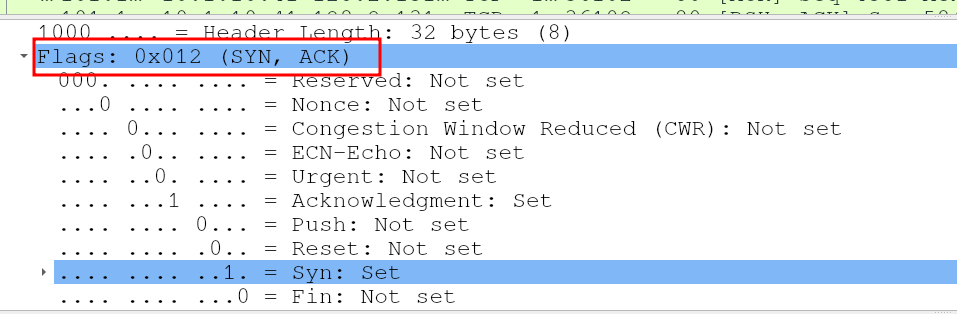 1000 .... = Header Length: 32 bytes (8)
Flags: 0x012 (SYN, ACK)
000. .... .... = Reserved: Not set
...0 .... .... = Nonce: Not set
.... 0... .... = Congestion Window Reduced (CWR): Not set
.... .0.. .... = ECN-Echo: Not set
.... ..0. .... = Urgent: Not set
.... ...1 .... = Acknowledgment: Set
.... .... 0... = Push: Not set
.... .... .0.. = Reset: Not set
.... .... ..1. = Syn: Set
.... .... ...0 = Fin: Not set